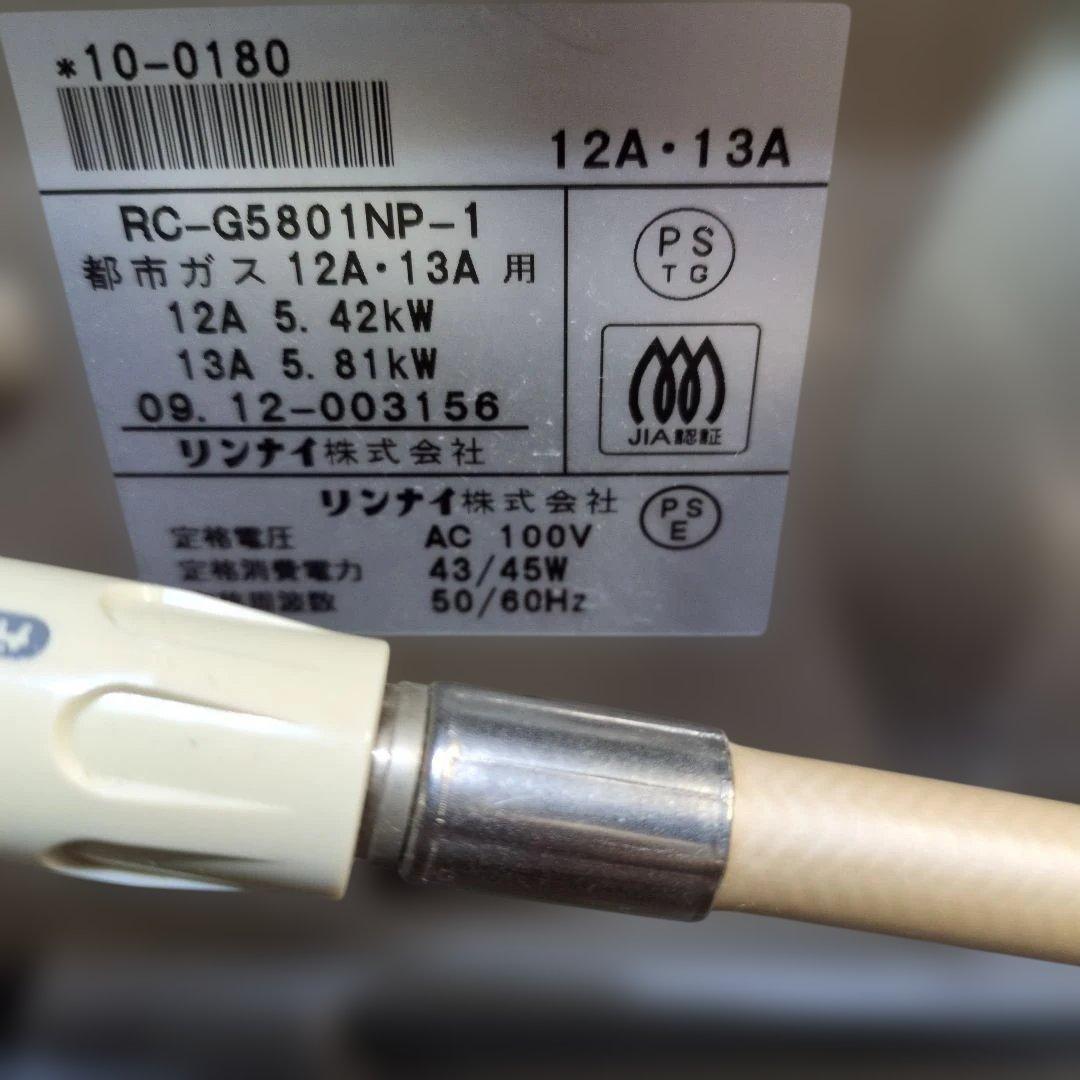 *10-0180
12A・13A
RC-G5801NP-1
都市ガス 12A・13A 用
12A 5. 42kW
13A 5. 81kW
09. 12-003156
リンナイ株式会社
PS
TG
JIA認証
リンナイ株式会社
PS
E
定格電圧 AC 100V
定格消費電力 43/45W
周波数 50/60Hz